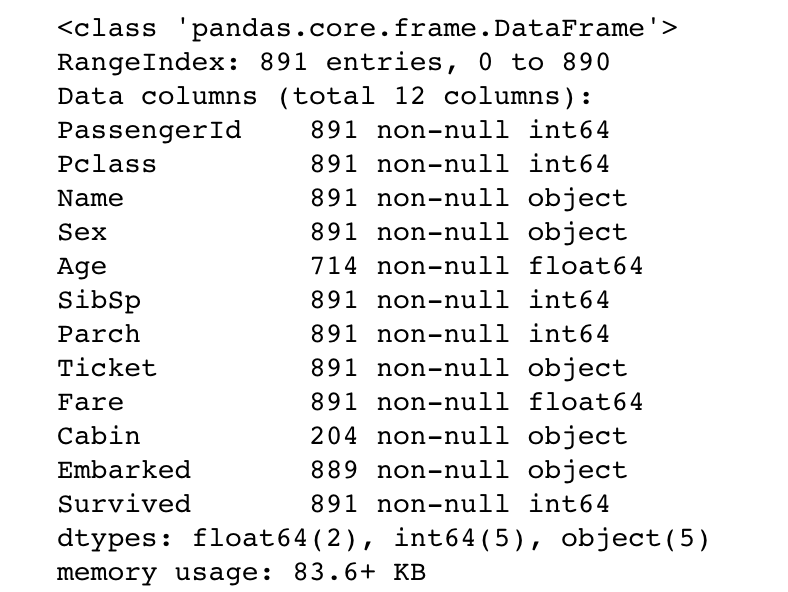 <class 'pandas.core.frame.DataFrame'>
RangeIndex: 891 entries, 0 to 890
Data columns (total 12 columns):
PassengerId    891 non-null int64
Pclass         891 non-null int64
Name           891 non-null object
Sex            891 non-null object
Age            714 non-null float64
SibSp          891 non-null int64
Parch          891 non-null int64
Ticket         891 non-null object
Fare           891 non-null float64
Cabin          204 non-null object
Embarked       889 non-null object
Survived       891 non-null int64
dtypes: float64(2), int64(5), object(5)
memory usage: 83.6+ KB